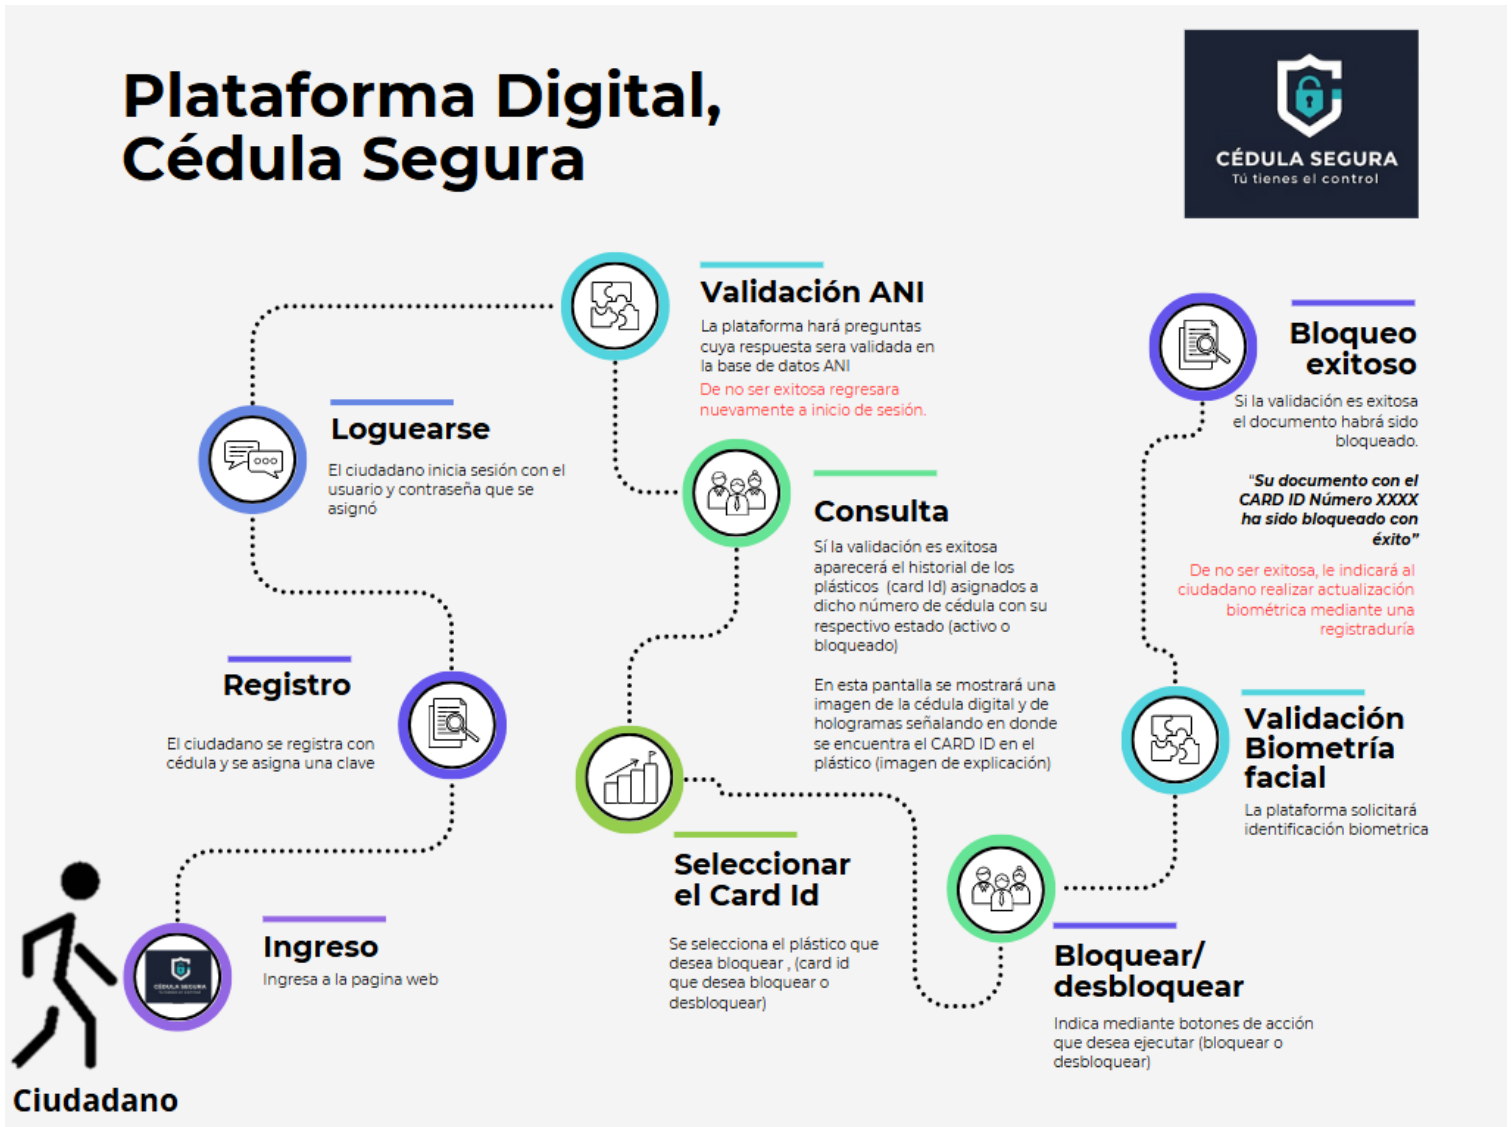 Plataforma Digital,
Cédula Segura
CÉDULA SEGURA
Tú tienes el control
Ciudadano
CÉDULA SEGURA
Ingreso
Ingresa a la pagina web
Registro
El ciudadano se registra con
cédula y se asigna una clave
Loguearse
El ciudadano inicia sesión con el
usuario y contraseña que se
asignó
Validación ANI
La plataforma hará preguntas
cuya respuesta sera validada en
la base de datos ANI
De no ser exitosa regresara
nuevamente a inicio de sesión.
Consulta
Sí la validación es exitosa
aparecerá el historial de los
plásticos (card Id) asignados a
dicho número de cédula con su
respectivo estado (activo o
bloqueado)
En esta pantalla se mostrará una
imagen de la cédula digital y de
hologramas señalando en donde
se encuentra el CARD ID en el
plástico (imagen de explicación)
Seleccionar
el Card Id
Se selecciona el plástico que
desea bloquear , (card id
que desea bloquear o
desbloquear)
Bloquear/
desbloquear
Indica mediante botones de acción
que desea ejecutar (bloquear o
desbloquear)
Validación
Biometría
facial
La plataforma solicitará
identificación biometrica
Bloqueo
exitoso
Si la validación es exitosa
el documento habrá sido
bloqueado.
"Su documento con el
CARD ID Número XXXX
ha sido bloqueado con
éxito"
De no ser exitosa, le indicará al
ciudadano realizar actualización
biométrica mediante una
registraduría